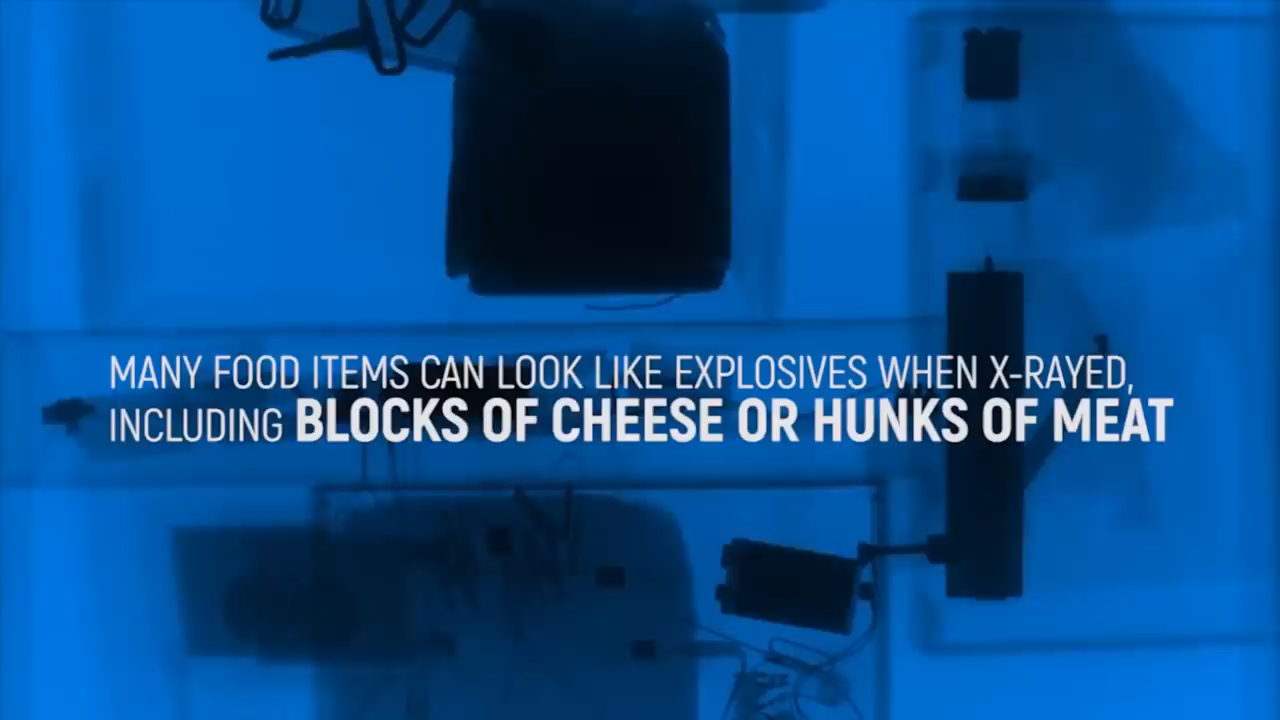 MANY FOOD ITEMS CAN LOOK LIKE EXPLOSIVES WHEN X-RAYED,
INCLUDING BLOCKS OF CHEESE OR HUNKS OF MEAT